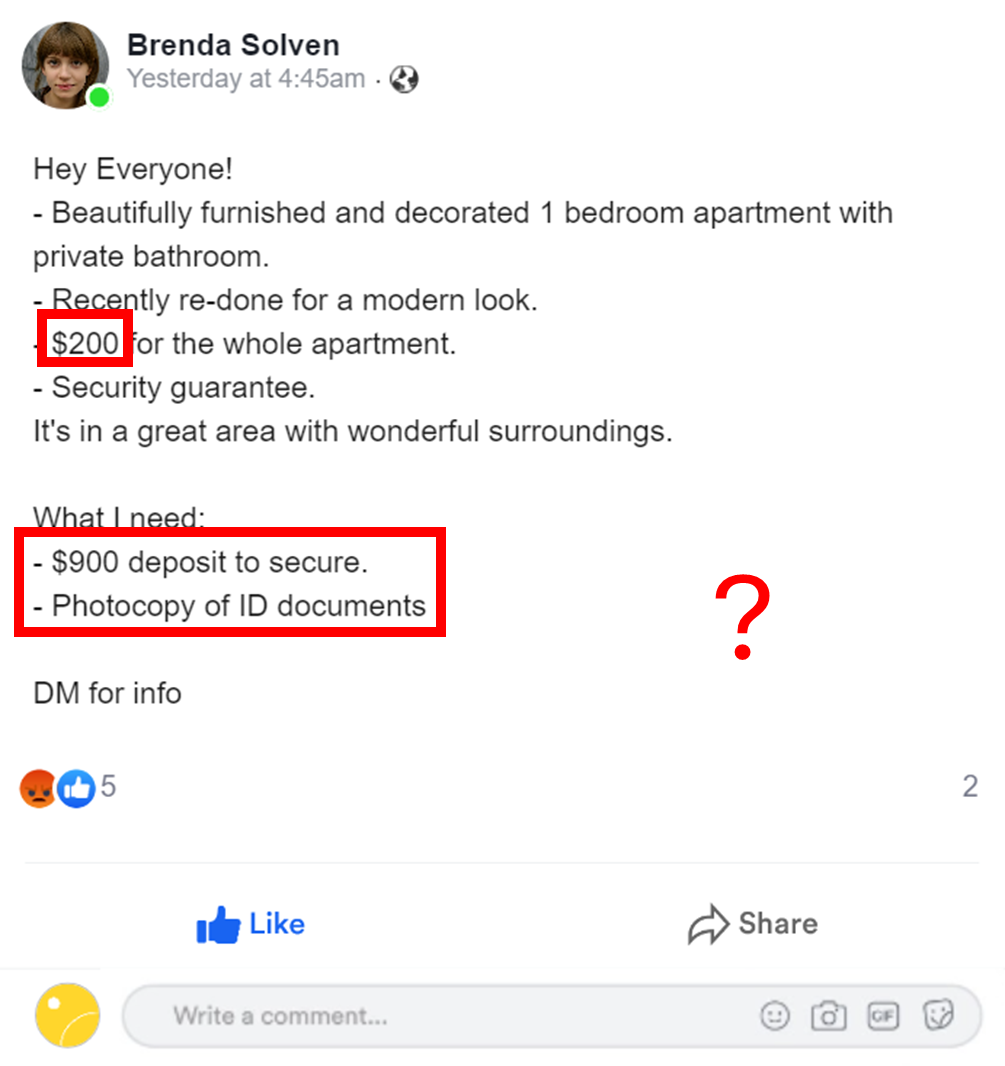 Brenda Solven
Yesterday at 4:45am ·
Hey Everyone!
- Beautifully furnished and decorated 1 bedroom apartment with
private bathroom.
- Recently re-done for a modern look.
- $200 for the whole apartment.
- Security guarantee.
It's in a great area with wonderful surroundings.
What I need:
- $900 deposit to secure.
- Photocopy of ID documents
?
DM for info
5
2
Like
Share
Write a comment...
GIF